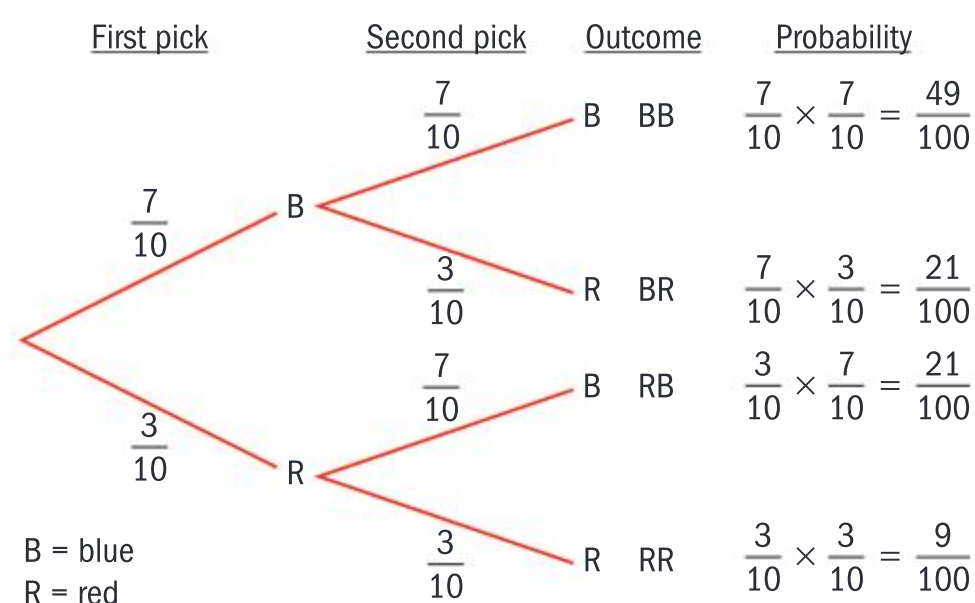 First pick Second pick Outcome Probability
7/10 B BB 7/10 × 7/10 = 49/100
7/10 B
3/10 R BR 7/10 × 3/10 = 21/100
7/10 B RB 3/10 × 7/10 = 21/100
3/10 R
3/10 R RR 3/10 × 3/10 = 9/100
B = blue
R = red